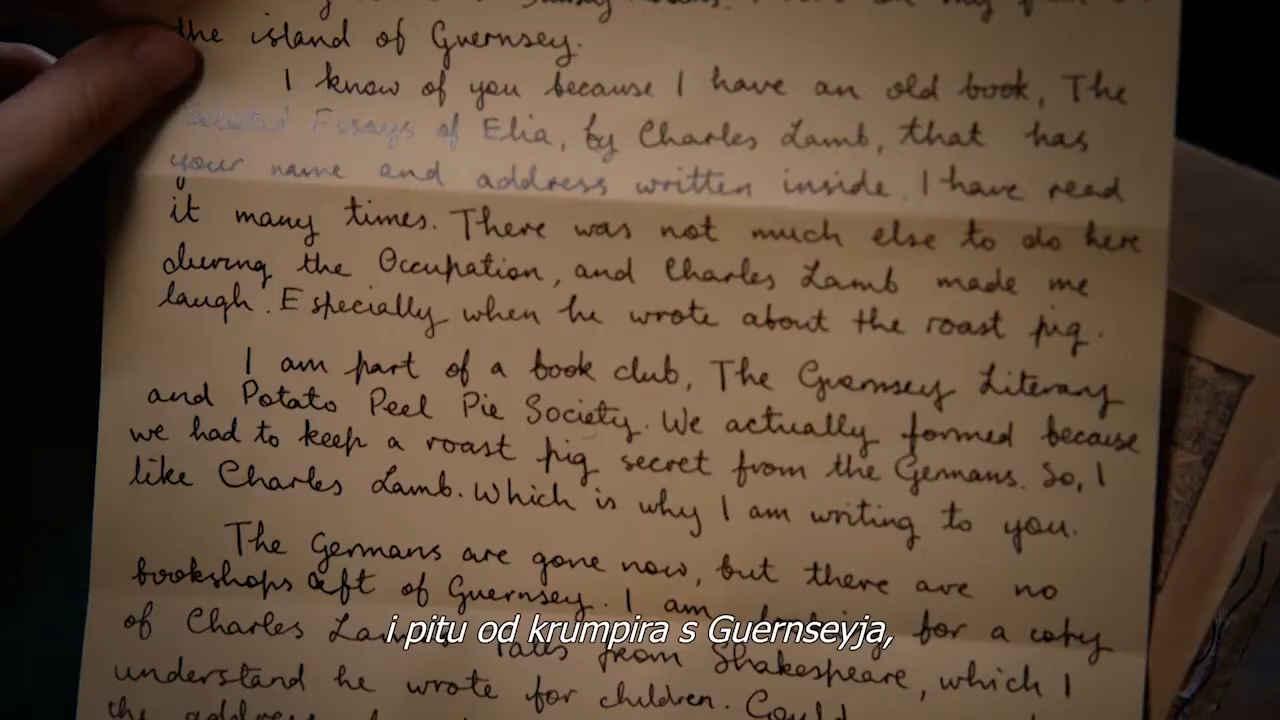 the island of Guernsey.
I know of you because I have an old book, The
Selected Essays of Elia, by Charles Lamb, that has
your name and address written inside. I have read
it many times. There was not much else to do here
during the Occupation, and Charles Lamb made me
laugh. Especially when he wrote about the roast pig.
I am part of a book club, The Guernsey Literary
and Potato Peel Pie Society. We actually formed because
we had to keep a roast pig secret from the Germans. So, I
like Charles Lamb. Which is why I am writing to you.
The Germans are gone now, but there are no
bookshops left of Guernsey. I am for a copy
of Charles from Shakespeare, which I
i pitu od krumpira s Guernseyja,
understand he wrote for children. Could
the address